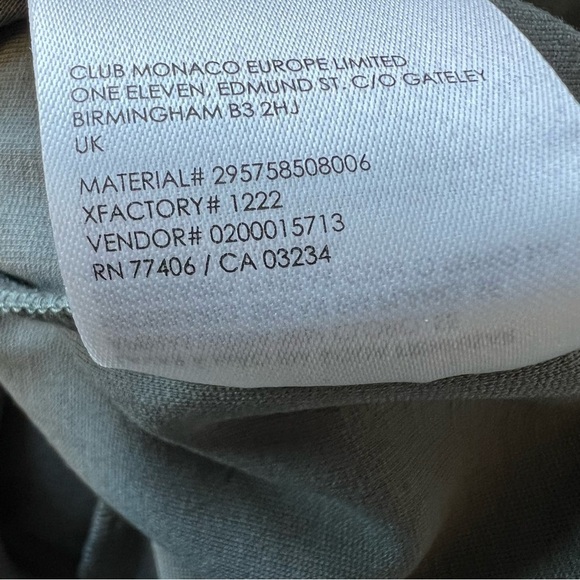 CLUB MONACO EUROPE LIMITED
ONE ELEVEN, EDMUND ST. C/O GATELEY
BIRMINGHAM B3 2HJ
UK
MATERIAL# 295758508006
XFACTORY# 1222
VENDOR# 0200015713
RN 77406 / CA 03234